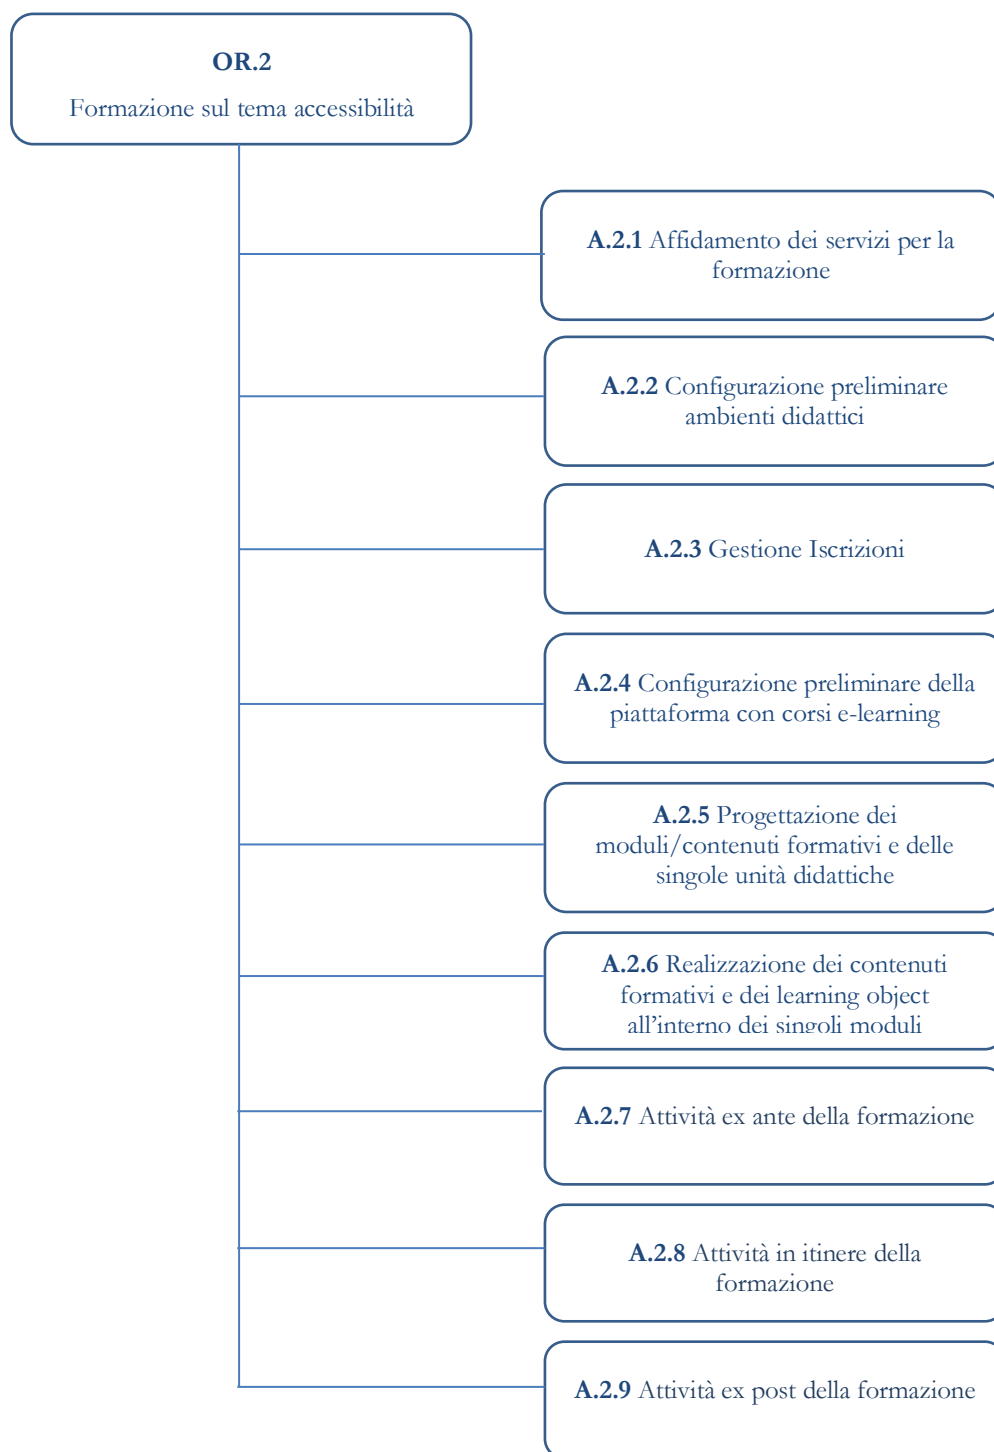 OR.2
Formazione sul tema accessibilità
A.2.1 Affidamento dei servizi per la
formazione
A.2.2 Configurazione preliminare
ambienti didattici
A.2.3 Gestione Iscrizioni
A.2.4 Configurazione preliminare della
piattaforma con corsi e-learning
A.2.5 Progettazione dei
moduli/contenuti formativi e delle
singole unità didattiche
A.2.6 Realizzazione dei contenuti
formativi e dei learning object
all’interno dei singoli moduli
A.2.7 Attività ex ante della formazione
A.2.8 Attività in itinere della
formazione
A.2.9 Attività ex post della formazione